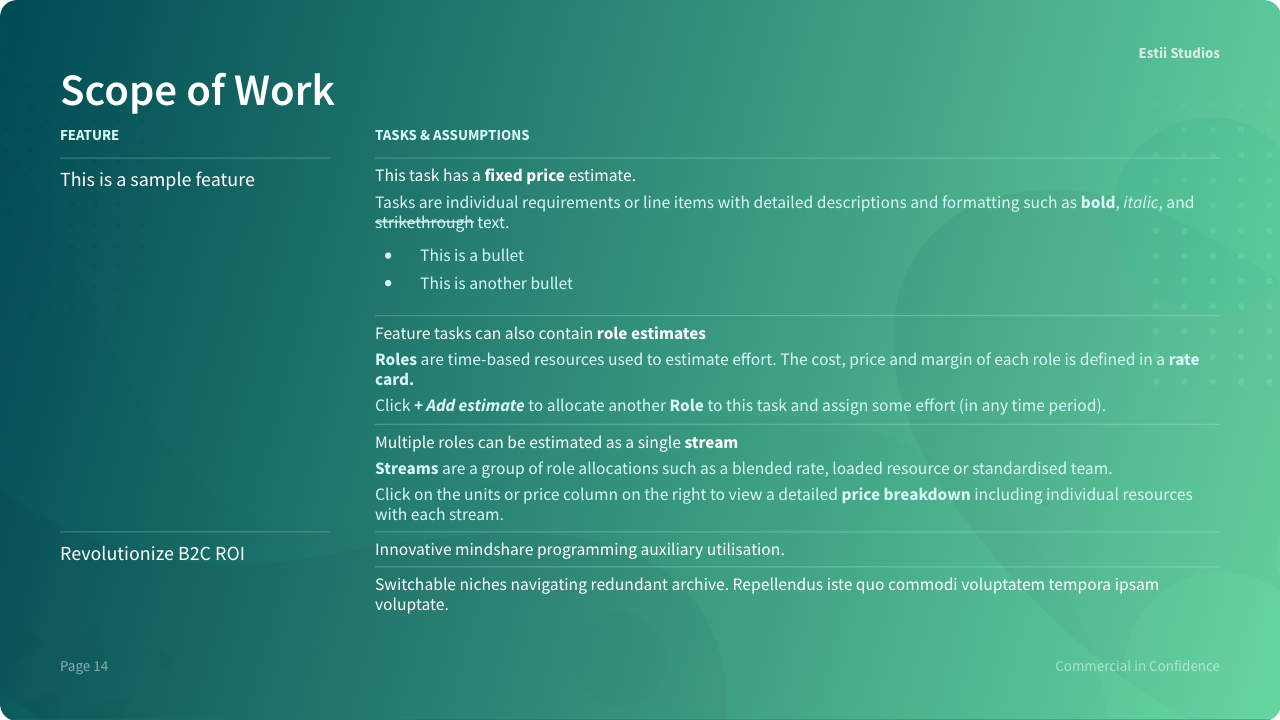 Estii Studios
Scope of Work
FEATURE
TASKS & ASSUMPTIONS
This is a sample feature
This task has a fixed price estimate.
Tasks are individual requirements or line items with detailed descriptions and formatting such as bold, italic, and
strikethrough text.
• This is a bullet
• This is another bullet
Feature tasks can also contain role estimates
Roles are time-based resources used to estimate effort. The cost, price and margin of each role is defined in a rate
card.
Click + Add estimate to allocate another Role to this task and assign some effort (in any time period).
Multiple roles can be estimated as a single stream
Streams are a group of role allocations such as a blended rate, loaded resource or standardised team.
Click on the units or price column on the right to view a detailed price breakdown including individual resources
with each stream.
Revolutionize B2C ROI
Innovative mindshare programming auxiliary utilisation.
Switchable niches navigating redundant archive. Repellendus iste quo commodi voluptatem tempora ipsam
voluptate.
Page 14
Commercial in Confidence